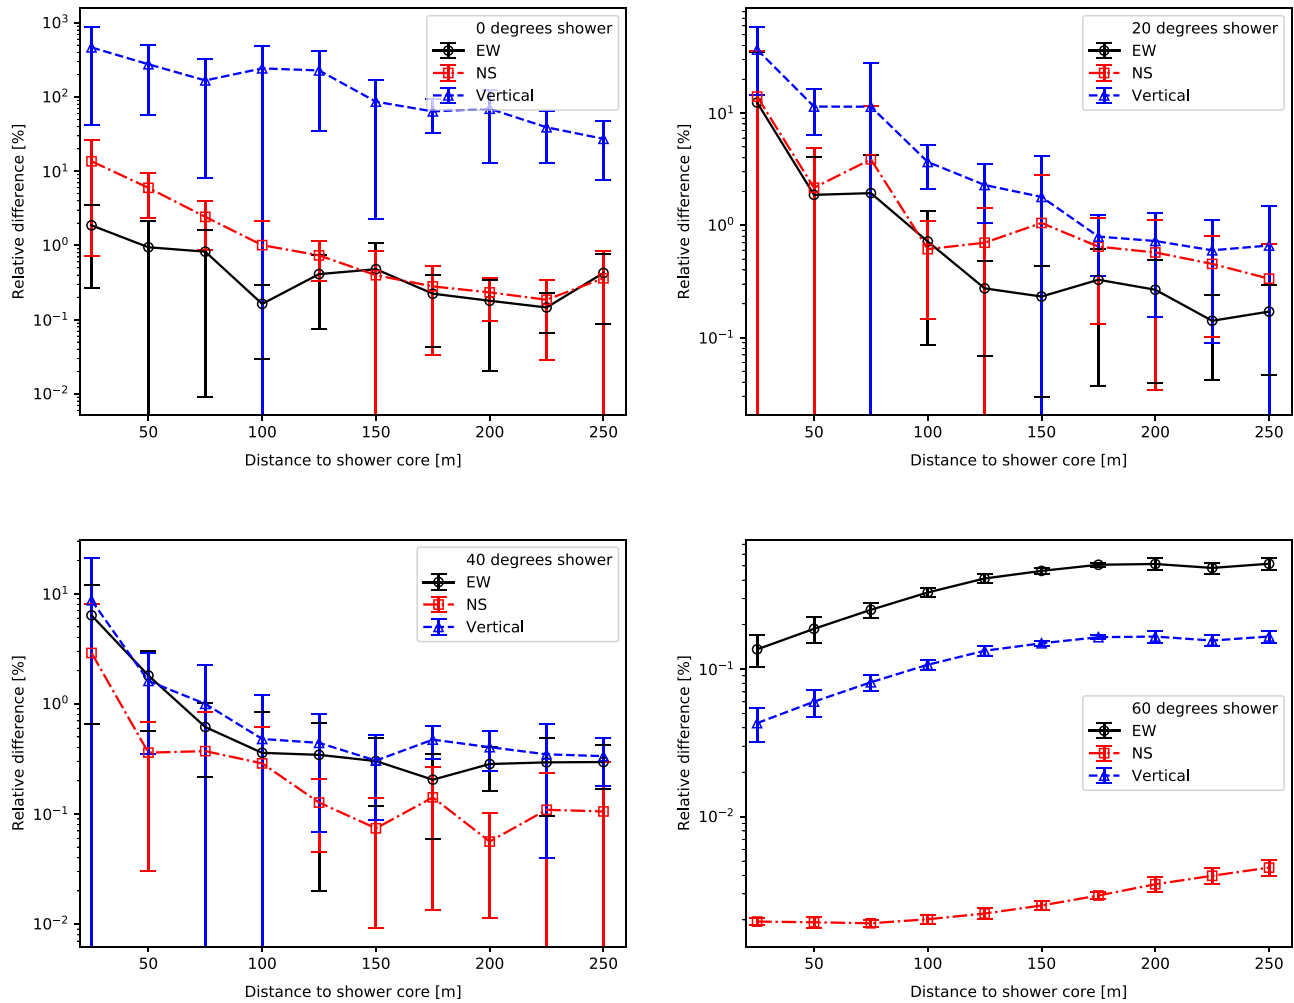 0 degrees shower
EW
NS
Vertical
10³
10²
10¹
10⁰
10⁻¹
10⁻²
Relative difference [%]
50 100 150 200 250
Distance to shower core [m]
20 degrees shower
EW
NS
Vertical
10¹
10⁰
10⁻¹
Relative difference [%]
50 100 150 200 250
Distance to shower core [m]
40 degrees shower
EW
NS
Vertical
10¹
10⁰
10⁻¹
10⁻²
Relative difference [%]
50 100 150 200 250
Distance to shower core [m]
10⁻¹
60 degrees shower
EW
NS
Vertical
10⁻²
Relative difference [%]
50 100 150 200 250
Distance to shower core [m]